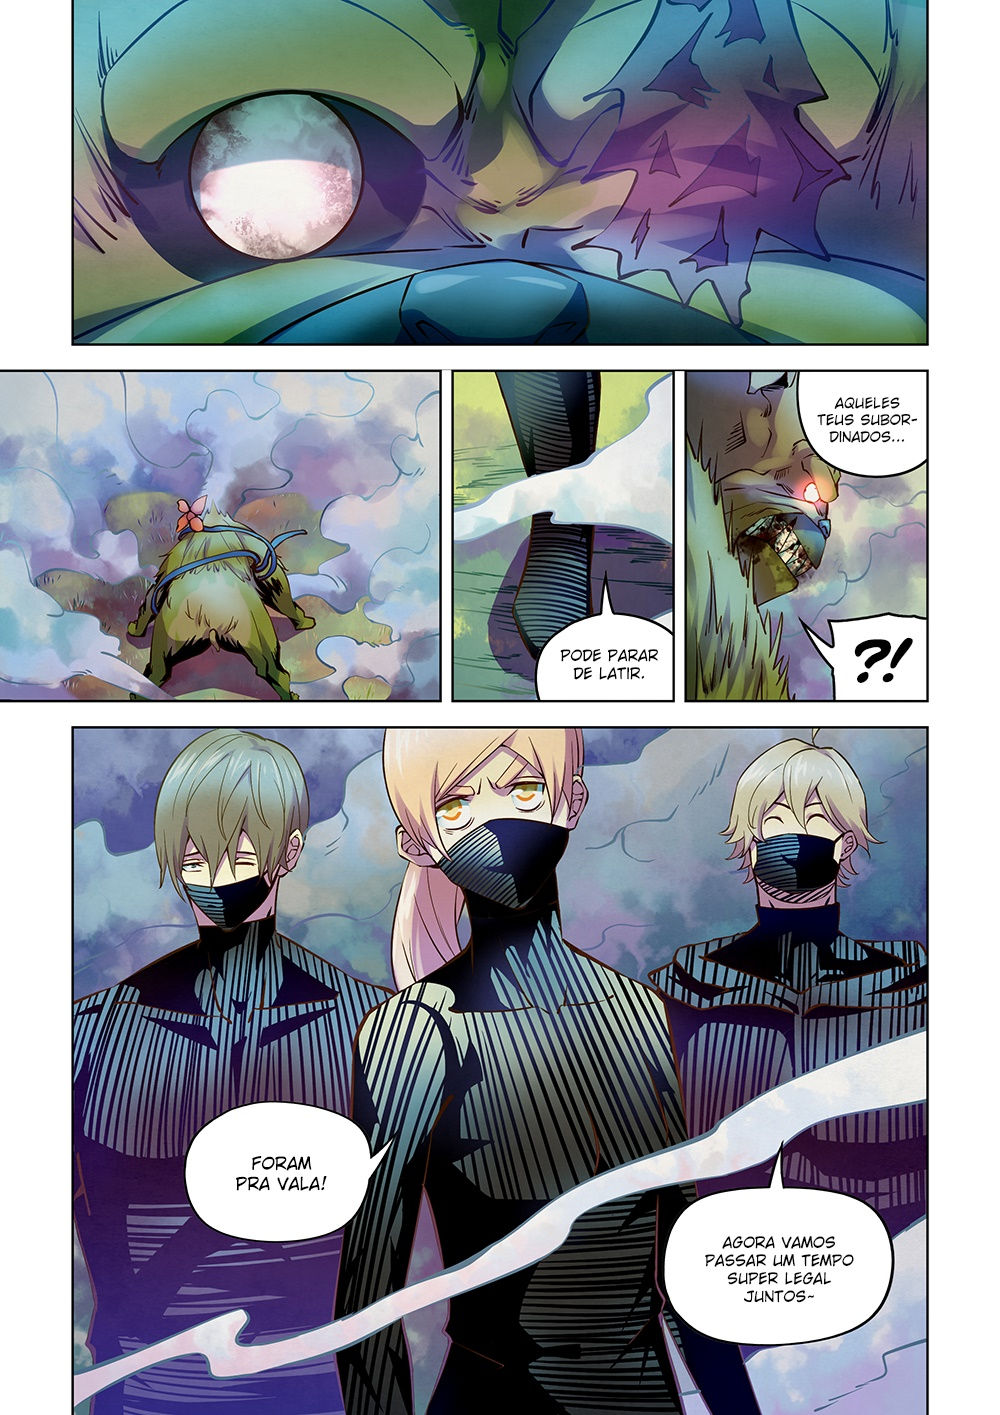 PODE PARAR
DE LATIR.
AQUELES
TEUS SUBOR-
DINADOS...
?!
FORAM
PRA VALA!
AGORA VAMOS
PASSAR UM TEMPO
SUPER LEGAL
JUNTOS~